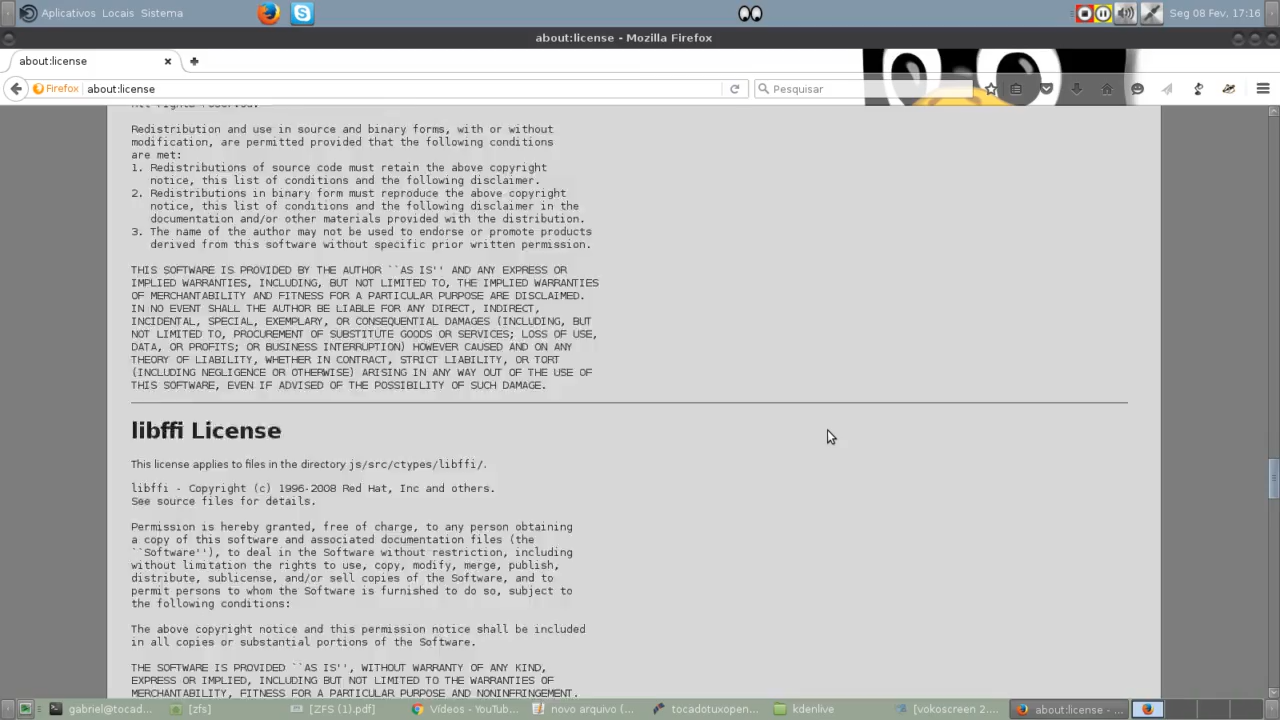 Aplicativos Locais Sistema
Seg 08 Fev, 17:16
about:license - Mozilla Firefox
about:license
Firefox about:license
Pesquisar
All rights reserved.
Redistribution and use in source and binary forms, with or without
modification, are permitted provided that the following conditions
are met:
1. Redistributions of source code must retain the above copyright
notice, this list of conditions and the following disclaimer.
2. Redistributions in binary form must reproduce the above copyright
notice, this list of conditions and the following disclaimer in the
documentation and/or other materials provided with the distribution.
3. The name of the author may not be used to endorse or promote products
derived from this software without specific prior written permission.
THIS SOFTWARE IS PROVIDED BY THE AUTHOR ``AS IS'' AND ANY EXPRESS OR
IMPLIED WARRANTIES, INCLUDING, BUT NOT LIMITED TO, THE IMPLIED WARRANTIES
OF MERCHANTABILITY AND FITNESS FOR A PARTICULAR PURPOSE ARE DISCLAIMED.
IN NO EVENT SHALL THE AUTHOR BE LIABLE FOR ANY DIRECT, INDIRECT,
INCIDENTAL, SPECIAL, EXEMPLARY, OR CONSEQUENTIAL DAMAGES (INCLUDING, BUT
NOT LIMITED TO, PROCUREMENT OF SUBSTITUTE GOODS OR SERVICES; LOSS OF USE,
DATA, OR PROFITS; OR BUSINESS INTERRUPTION) HOWEVER CAUSED AND ON ANY
THEORY OF LIABILITY, WHETHER IN CONTRACT, STRICT LIABILITY, OR TORT
(INCLUDING NEGLIGENCE OR OTHERWISE) ARISING IN ANY WAY OUT OF THE USE OF
THIS SOFTWARE, EVEN IF ADVISED OF THE POSSIBILITY OF SUCH DAMAGE.
libffi License
This license applies to files in the directory js/src/ctypes/libffi/.
libffi - Copyright (c) 1996-2008 Red Hat, Inc and others.
See source files for details.
Permission is hereby granted, free of charge, to any person obtaining
a copy of this software and associated documentation files (the
``Software''), to deal in the Software without restriction, including
without limitation the rights to use, copy, modify, merge, publish,
distribute, sublicense, and/or sell copies of the Software, and to
permit persons to whom the Software is furnished to do so, subject to
the following conditions:
The above copyright notice and this permission notice shall be included
in all copies or substantial portions of the Software.
THE SOFTWARE IS PROVIDED ``AS IS'', WITHOUT WARRANTY OF ANY KIND,
EXPRESS OR IMPLIED, INCLUDING BUT NOT LIMITED TO THE WARRANTIES OF
MERCHANTABILITY, FITNESS FOR A PARTICULAR PURPOSE AND NONINFRINGEMENT.
gabriel@tocad... [zfs] [ZFS (1).pdf] Vídeos - YouTub... novo arquivo (... tocadotuxopen... kdenlive [vokoscreen 2.... about:license - ...